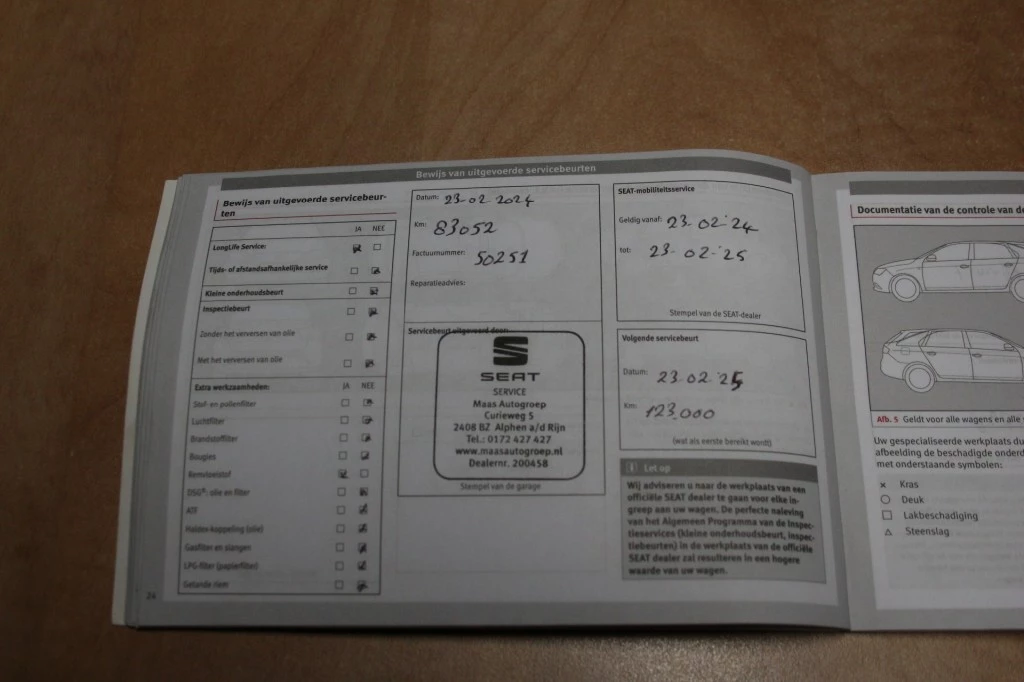 Bewijs van uitgevoerde servicebeurten
Bewijs van uitgevoerde servicebeur-
ten
JA NEE
LongLife Service:
Tijds- of afstandsafhankelijke service
Kleine onderhoudsbeurt
Inspectiebeurt
Zonder het verversen van olie
Met het verversen van olie
Extra werkzaamheden: JA NEE
Stof- en pollenfilter
Luchtfilter
Brandstoffilter
Bougies
Remvloeistof
DSG®: olie en filter
ATF
Haldex-koppeling (olie)
Gasfilter en slangen
LPG-filter (papierfilter)
Getande riem
24
Datum: 23-02 2024
Km: 83052
Factuurnummer: 50251
Reparatieadvies:
Servicebeurt uitgevoerd door:
SEAT
SERVICE
Maas Autogroep
Curieweg 5
2408 BZ Alphen a/d Rijn
Tel.: 0172 427 427
www.maasautogroep.nl
Dealernr. 200458
Stempel van de garage
SEAT-mobiliteitsservice
Geldig vanaf: 23-02-'24
tot: 23-02-'25
Stempel van de SEAT-dealer
Volgende servicebeurt
Datum: 23-02-'25
Km: 123.000
(wat als eerste bereikt wordt)
i Let op
Wij adviseren u naar de werkplaats van een
officiële SEAT dealer te gaan voor elke in-
greep aan uw wagen. De perfecte naleving
van het Algemeen Programma van de Inspec-
tieservices (kleine onderhoudsbeurt, inspec-
tiebeurten) in de werkplaats van de officiële
SEAT dealer zal resulteren in een hogere
waarde van uw wagen.
Documentatie van de controle van de
Afb. 5 Geldt voor alle wagens en alle
Uw gespecialiseerde werkplaats du
afbeelding de beschadigde onderd
met onderstaande symbolen:
× Kras
○ Deuk
□ Lakbeschadiging
△ Steenslag